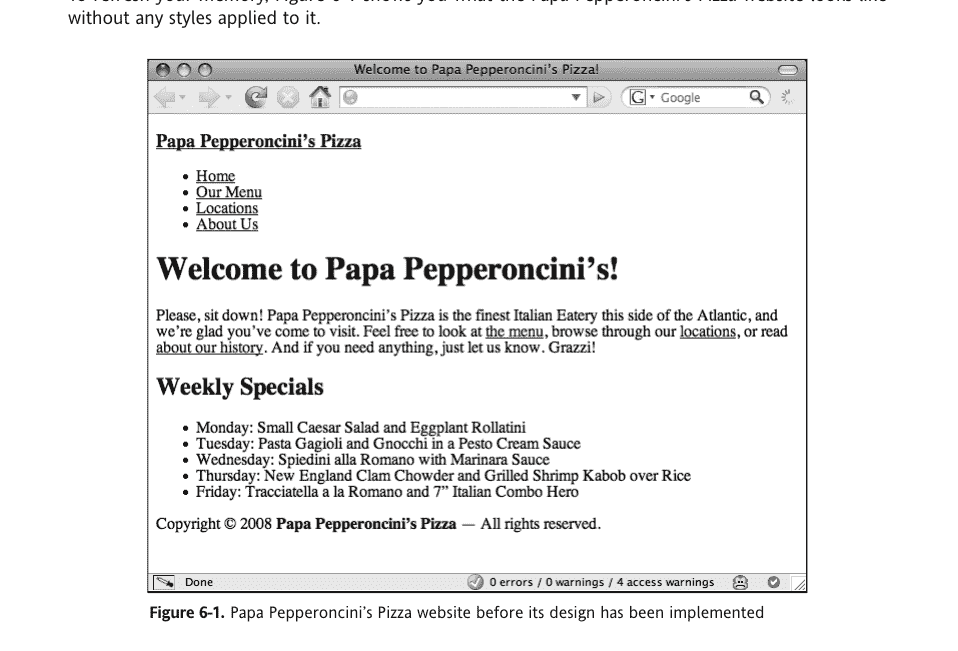 without any styles applied to it.
Welcome to Papa Pepperoncini's Pizza!
G Google
Papa Pepperoncini's Pizza
• Home
• Our Menu
• Locations
• About Us
Welcome to Papa Pepperoncini's!
Please, sit down! Papa Pepperoncini's Pizza is the finest Italian Eatery this side of the Atlantic, and
we're glad you've come to visit. Feel free to look at the menu, browse through our locations, or read
about our history. And if you need anything, just let us know. Grazzi!
Weekly Specials
• Monday: Small Caesar Salad and Eggplant Rollatini
• Tuesday: Pasta Gagioli and Gnocchi in a Pesto Cream Sauce
• Wednesday: Spiedini alla Romano with Marinara Sauce
• Thursday: New England Clam Chowder and Grilled Shrimp Kabob over Rice
• Friday: Tracciatella a la Romano and 7” Italian Combo Hero
Copyright © 2008 Papa Pepperoncini's Pizza — All rights reserved.
Done 0 errors / 0 warnings / 4 access warnings
Figure 6-1. Papa Pepperoncini's Pizza website before its design has been implemented